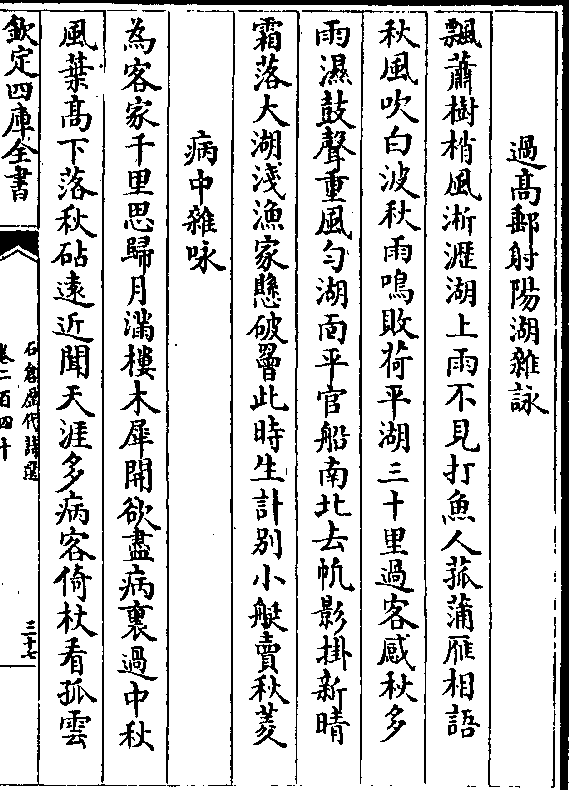 過髙郵射陽湖雜詠
飄蕭樹梢風淅瀝湖上雨不見打魚人菰蒲雁相語
秋風吹白波秋雨鳴敗荷平湖三十里過客感秋多
雨濕鼓聲重風勻湖面平官船南北去帆影掛新晴
霜落大湖淺漁家懸破罾此時生計别小艇賣秋菱
病中雜咏
為客家千里思歸月滿樓木犀開欲盡病裏過中秋
風葉髙下落秋砧逺近聞天涯多病客倚杖看孤雲
欽定四庫全書
石倉歷代詩選
卷二百四十
三十七